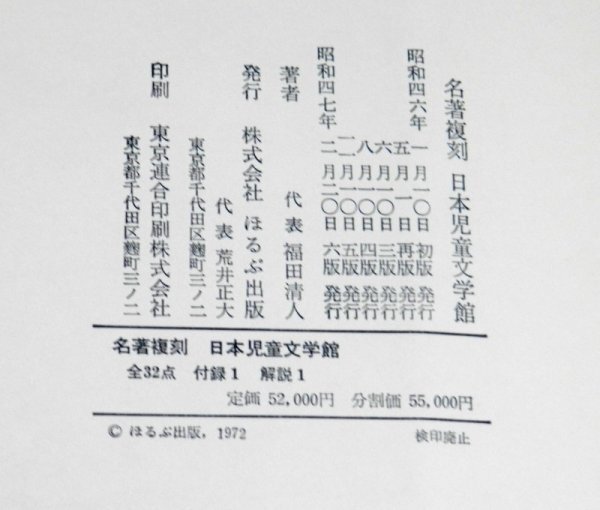 名著複刻 日本児童文学館
昭和四六年 一月一〇日 初版発行
五月 一日 再版発行
六月一〇日 三版発行
八月一〇日 四版発行
一一月一〇日 五版発行
昭和四七年 二月二〇日 六版発行
著者 代表 福田清人
発行 株式会社 ほるぷ出版
代表 荒井正大
東京都千代田区麹町三ノ二
印刷 東京連合印刷株式会社
東京都千代田区麹町三ノ二
名著複刻 日本児童文学館
全32点 付録1 解説1
定価 52,000円 分割価 55,000円
© ほるぷ出版, 1972 検印廃止